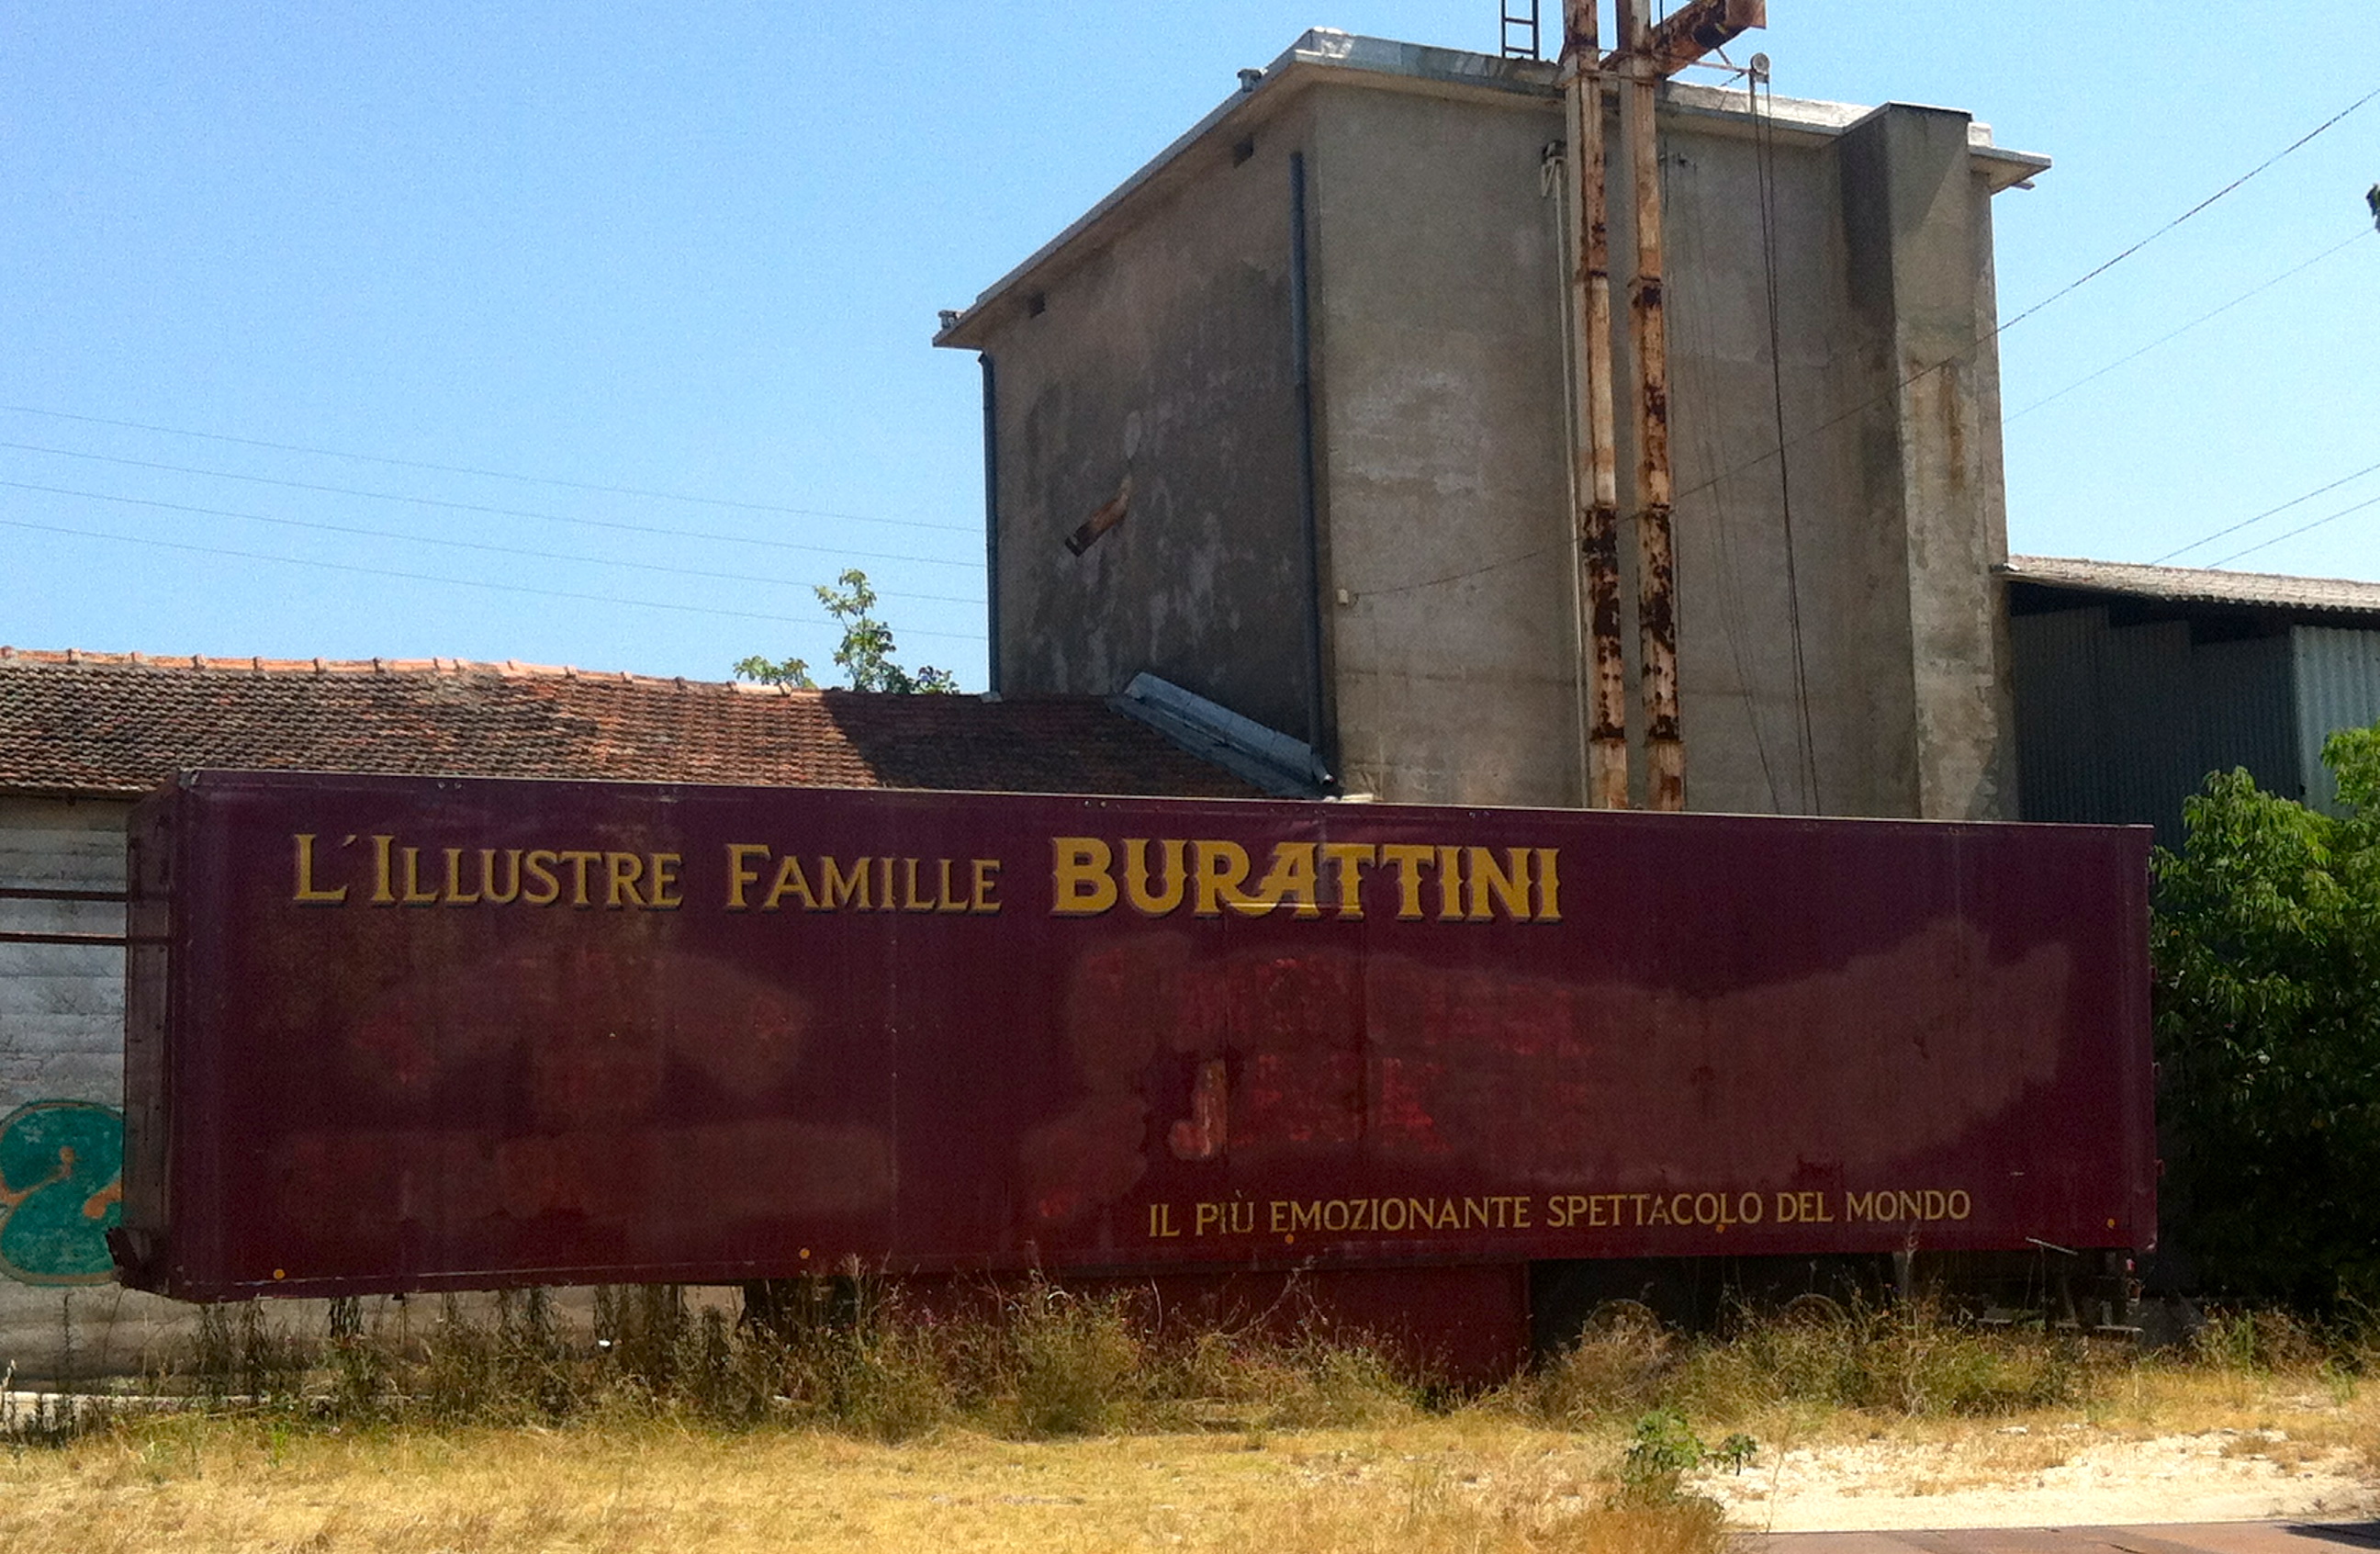 L'ILLUSTRE FAMILLE BURATTINI
IL PIÙ EMOZIONANTE SPETTACOLO DEL MONDO